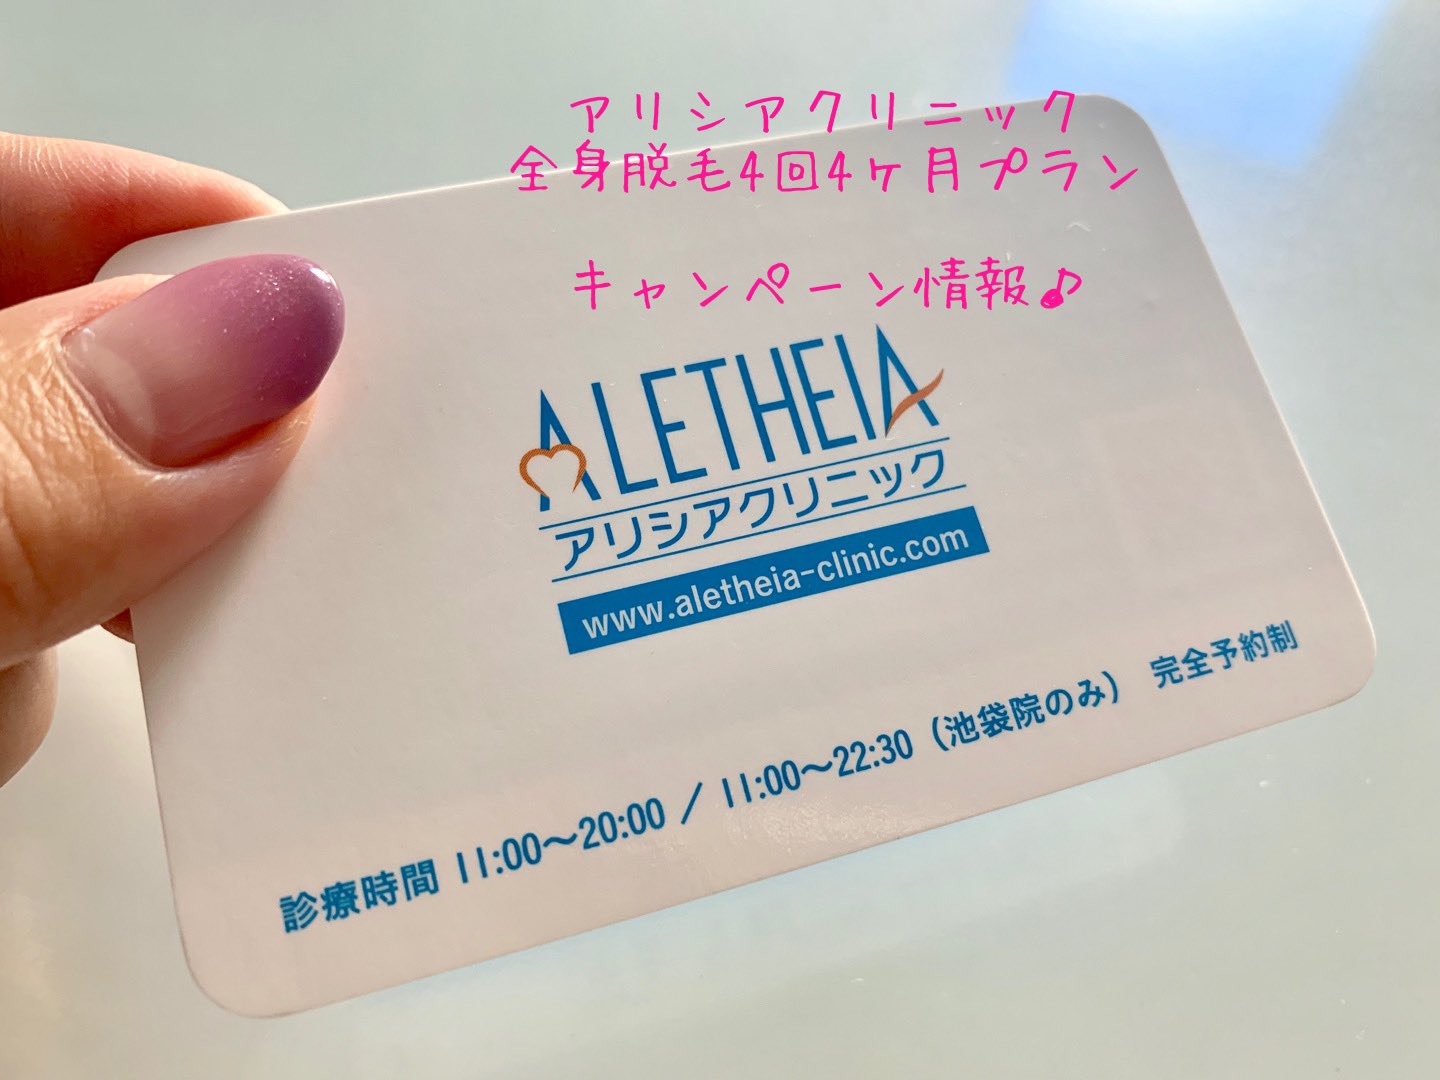 アリシアクリニック
全身脱毛4回4ヶ月プラン
キャンペーン情報♪
ALETHEIA
アリシアクリニック
www.aletheia-clinic.com
診療時間 11:00〜20:00 / 11:00〜22:30（池袋院のみ） 完全予約制